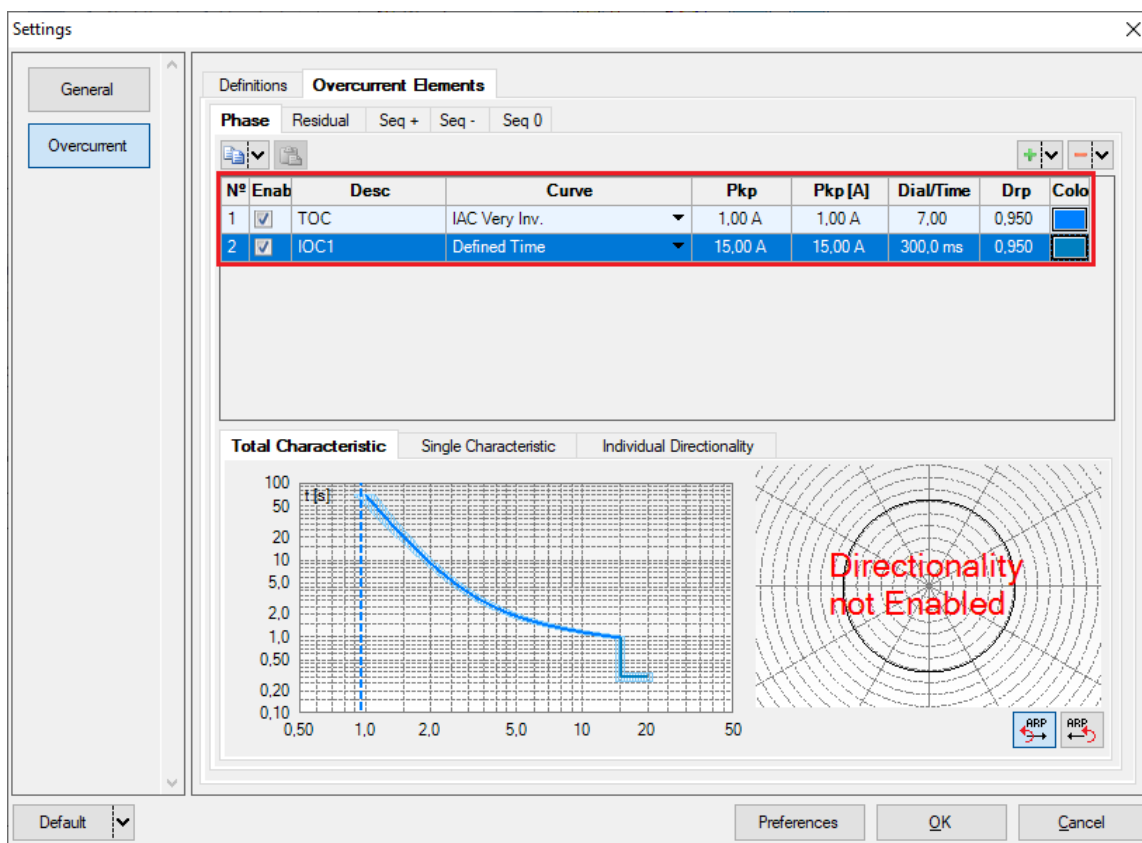 Settings
General
Overcurrent
Definitions Overcurrent Elements
Phase Residual Seq + Seq - Seq 0
Nº Enab Desc Curve Pkp Pkp [A] Dial/Time Drp Colo
1 TOC IAC Very Inv. 1,00 A 1,00 A 7,00 0,950
2 IOC1 Defined Time 15,00 A 15,00 A 300,0 ms 0,950
Total Characteristic Single Characteristic Individual Directionality
t [s]
100
50
20
10
5,0
2,0
1,0
0,50
0,20
0,10
0,50 1,0 2,0 5,0 10 20 50
Directionality
not Enabled
ARP ARP
Default Preferences OK Cancel